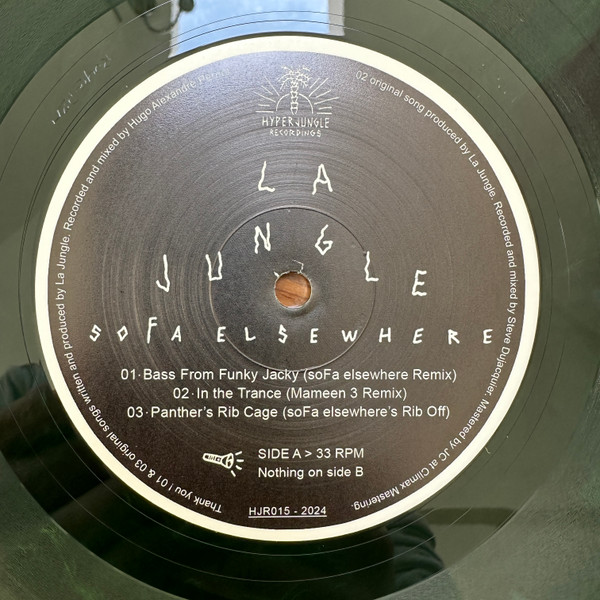 HYPERJUNGLE
RECORDINGS
LA
JUNGLE
SOFA ELSEWHERE
01· Bass From Funky Jacky (soFa elsewhere Remix)
02· In the Trance (Mameen 3 Remix)
03· Panther's Rib Cage (soFa elsewhere's Rib Off)
SIDE A > 33 RPM
Nothing on side B
HJR015 - 2024
Thank you ! 01 & 03 original songs written and produced by La Jungle. Recorded and mixed by Hugo Alexandre Pernot
02 original song produced by La Jungle. Recorded and mixed by Steve Dujacquier. Mastered by JC at Climax Mastering.